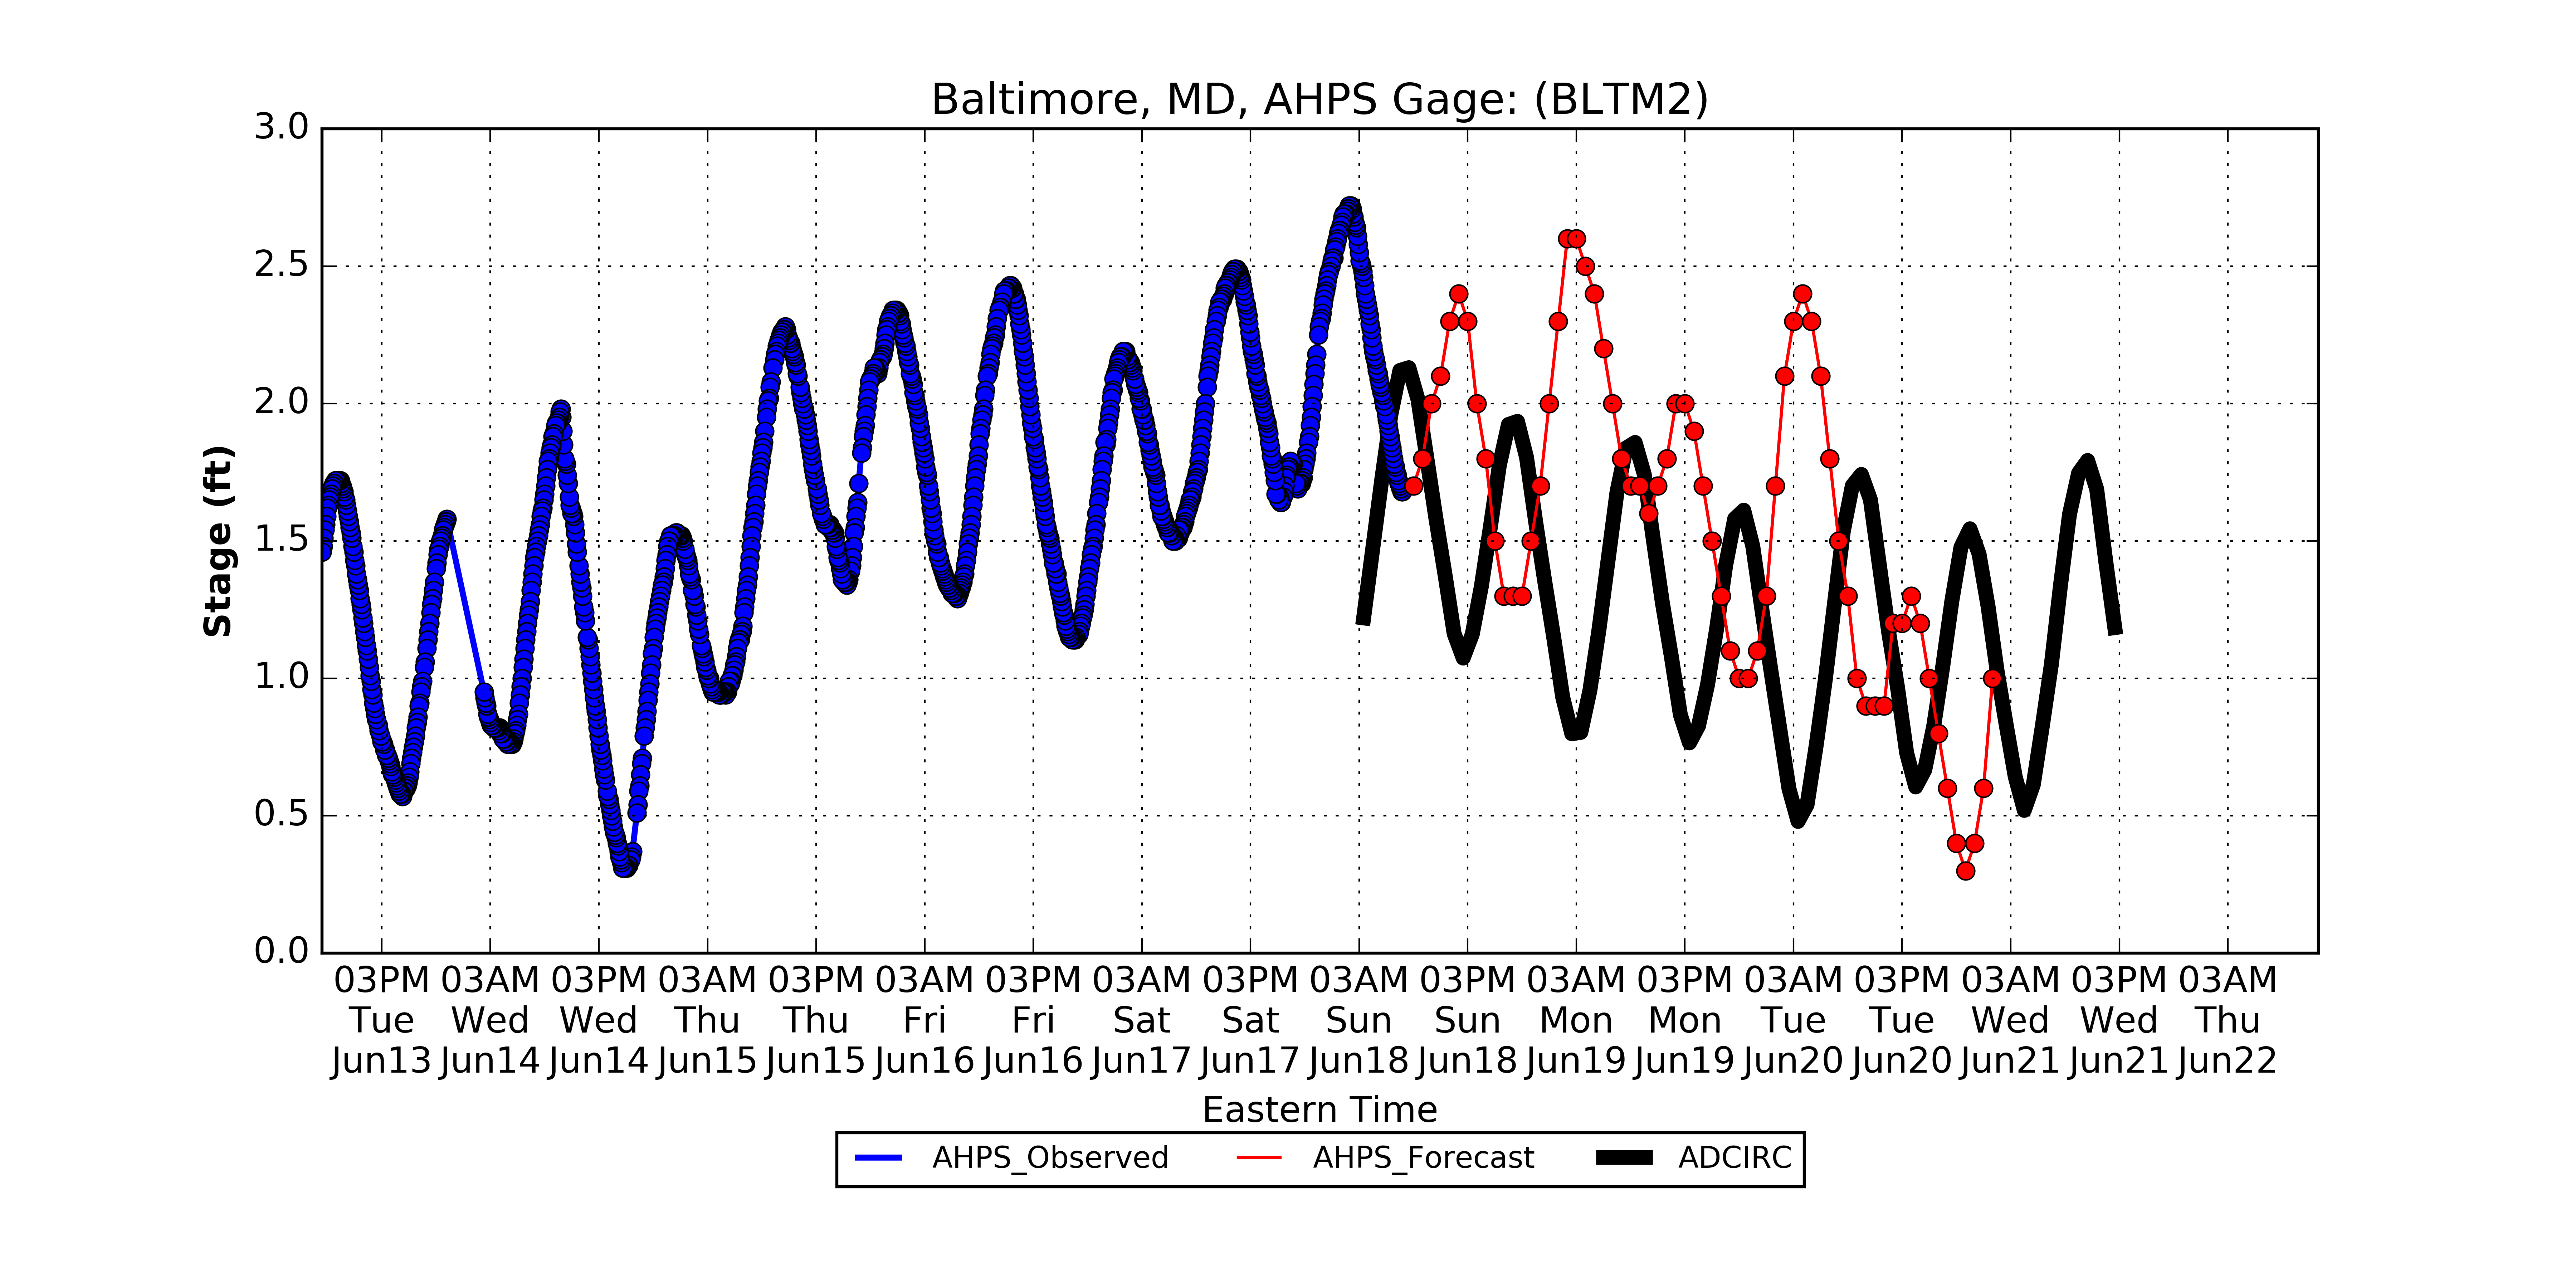 Baltimore, MD, AHPS Gage: (BLTM2)
3.0
2.5
2.0
1.5
1.0
0.5
0.0
Stage (ft)
03PM 03AM 03PM 03AM 03PM 03AM 03PM 03AM 03PM 03AM 03PM 03AM 03PM 03AM 03PM 03AM 03PM 03AM
Tue Wed Wed Thu Thu Fri Fri Sat Sat Sun Sun Mon Mon Tue Tue Wed Wed Thu
Jun13 Jun14 Jun14 Jun15 Jun15 Jun16 Jun16 Jun17 Jun17 Jun18 Jun18 Jun19 Jun19 Jun20 Jun20 Jun21 Jun21 Jun22
Eastern Time
AHPS_Observed AHPS_Forecast ADCIRC